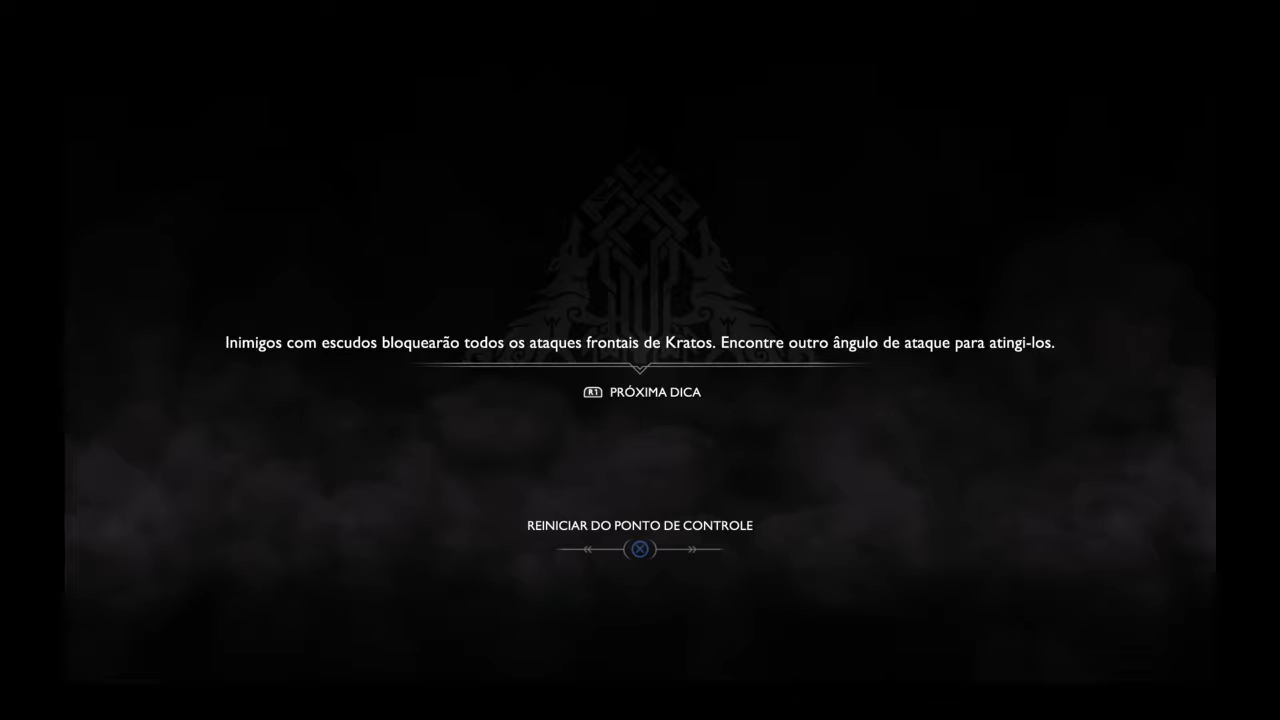 Inimigos com escudos bloquearão todos os ataques frontais de Kratos. Encontre outro ângulo de ataque para atingi-los.
R1 PRÓXIMA DICA
REINICIAR DO PONTO DE CONTROLE